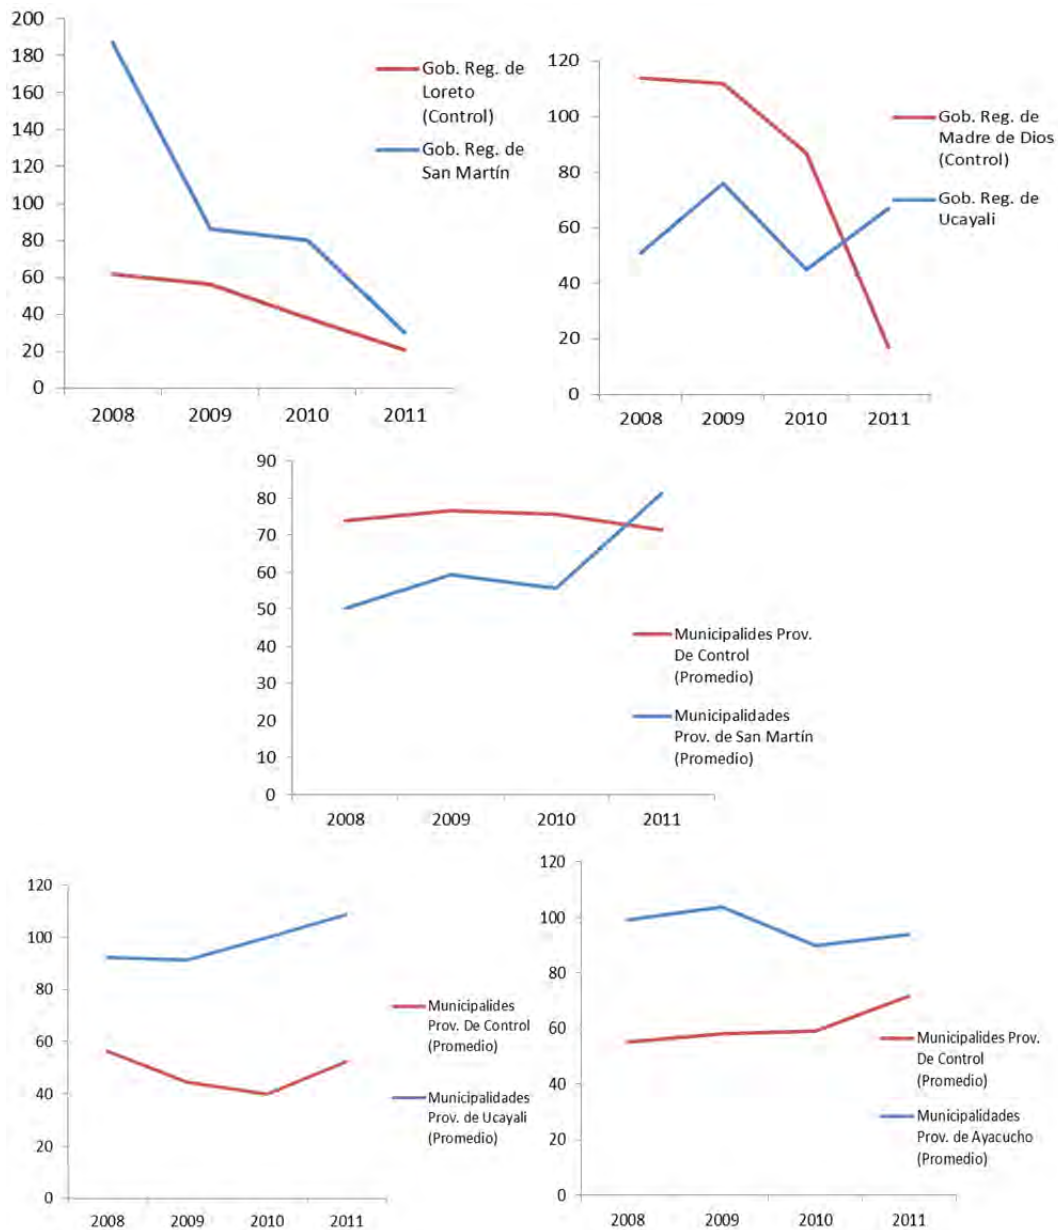 200
180
160
140
120
100
80
60
40
20
0
2008
2009
2010
2011
Gob. Reg. de
Loreto
(Control)
Gob. Reg. de
San Martín
120
100
80
60
40
20
0
2008
2009
2010
2011
Gob. Reg. de
Madre de Dios
(Control)
Gob. Reg. de
Ucayali
90
80
70
60
50
40
30
20
10
0
2008
2009
2010
2011
Municipalides Prov.
De Control
(Promedio)
Municipalidades
Prov. de San Martín
(Promedio)
120
100
80
60
40
20
0
2008
2009
2010
2011
Municipalides
Prov. De Control
(Promedio)
Municipalidades
Prov. de Ucayali
(Promedio)
120
100
80
60
40
20
0
2008
2009
2010
2011
Municipalides Prov.
De Control
(Promedio)
Municipalidades
Prov. de Ayacucho
(Promedio)